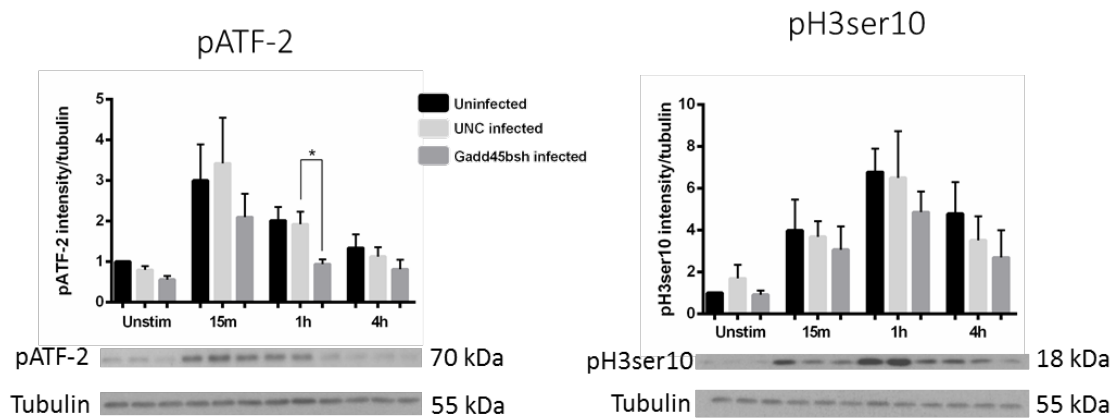 pATF-2
pATF-2 intensity/tubulin
5
4
3
2
1
0
Unstim 15m 1h 4h
*
Uninfected
UNC infected
Gadd45bsh infected
pATF-2 70 kDa
Tubulin 55 kDa
pH3ser10
pH3ser10 intensity/tubulin
10
8
6
4
2
0
Unstim 15m 1h 4h
pH3ser10 18 kDa
Tubulin 55 kDa